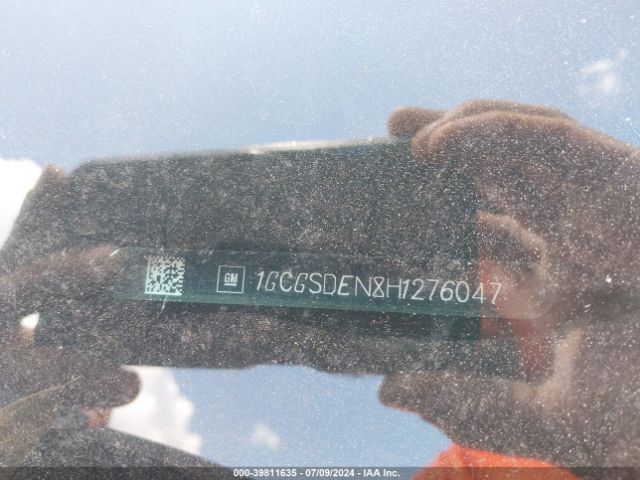 GM 1GCGSDEN8H1276047
000-39811635 - 07/09/2024 - IAA Inc.